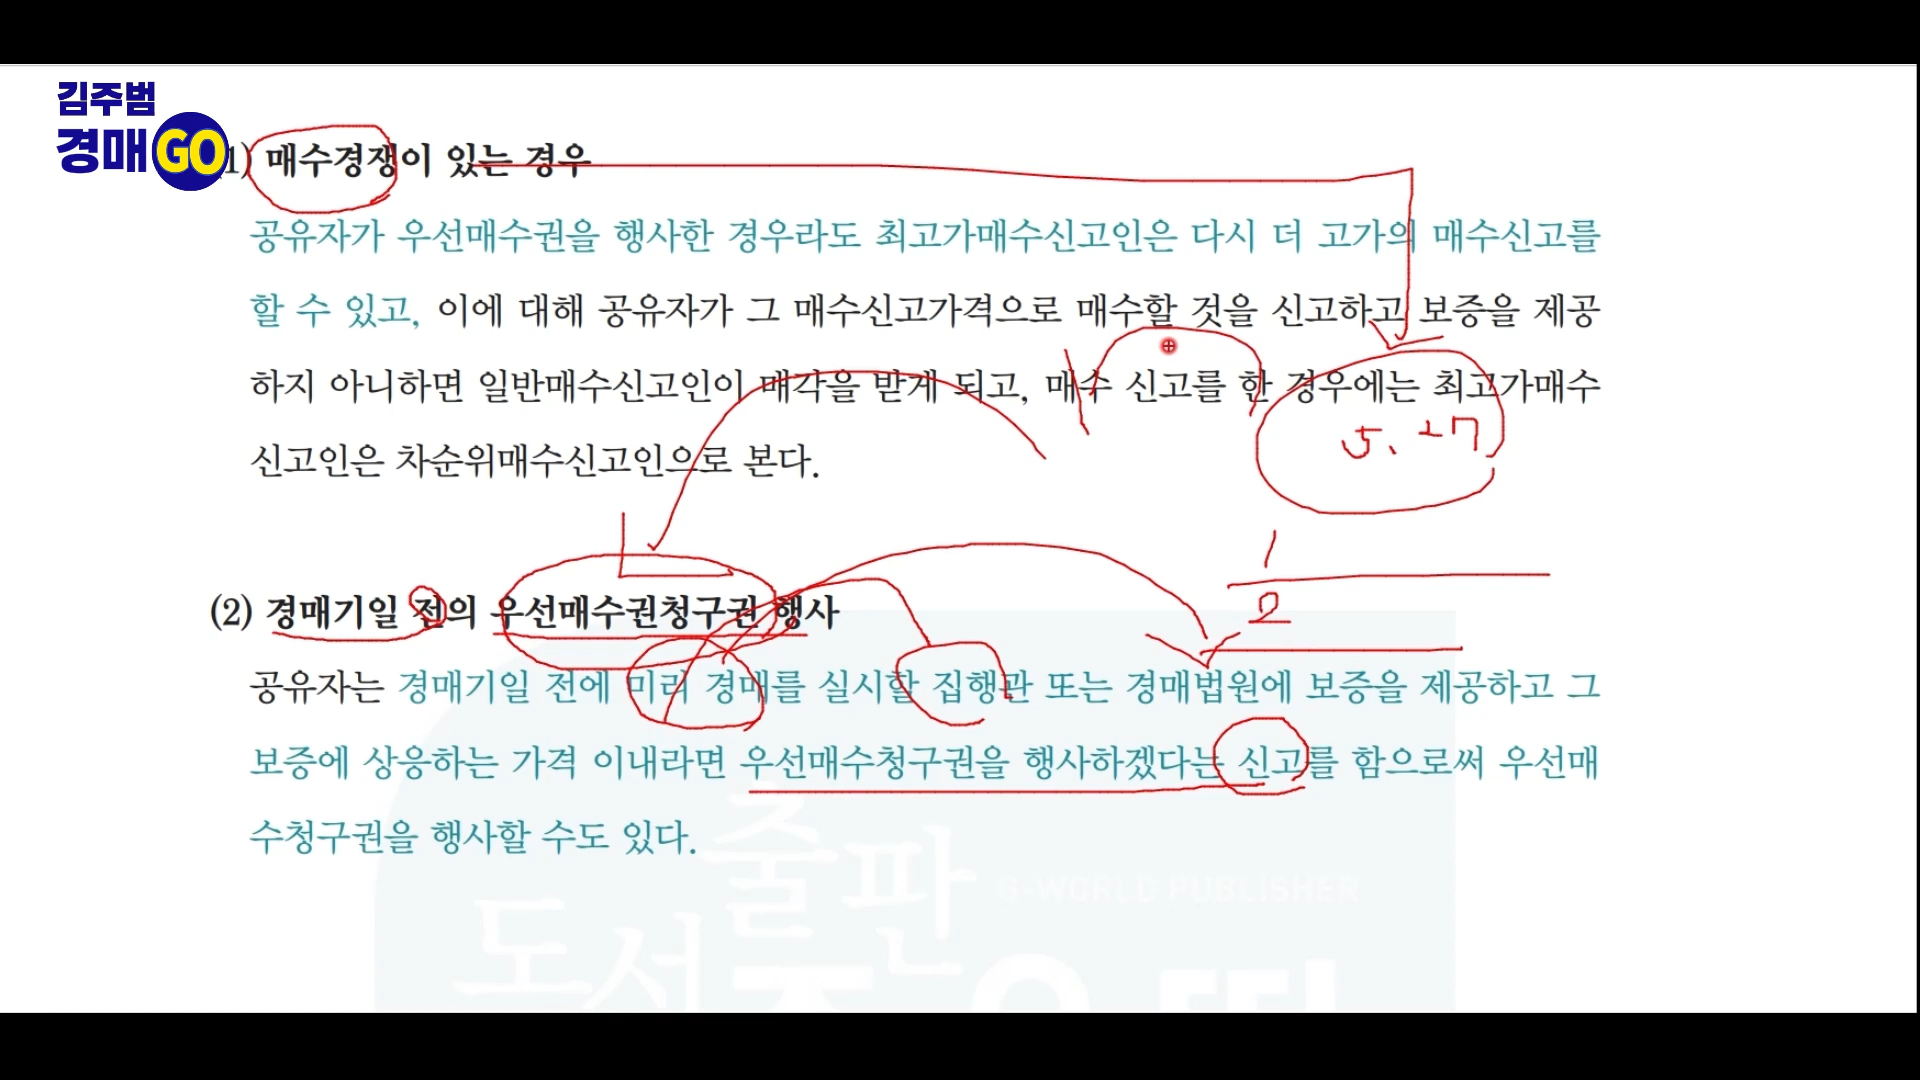 김주범
경매GO
1) 매수경쟁이 있는 경우
공유자가 우선매수권을 행사한 경우라도 최고가매수신고인은 다시 더 고가의 매수신고를
할 수 있고, 이에 대해 공유자가 그 매수신고가격으로 매수할 것을 신고하고 보증을 제공
하지 아니하면 일반매수신고인이 매각을 받게 되고, 매수 신고를 한 경우에는 최고가매수
신고인은 차순위매수신고인으로 본다.
(2) 경매기일 전의 우선매수권청구권 행사
공유자는 경매기일 전에 미리 경매를 실시할 집행관 또는 경매법원에 보증을 제공하고 그
보증에 상응하는 가격 이내라면 우선매수청구권을 행사하겠다는 신고를 함으로써 우선매
수청구권을 행사할 수도 있다.
출판
G-WORLD PUBLISHER
도서